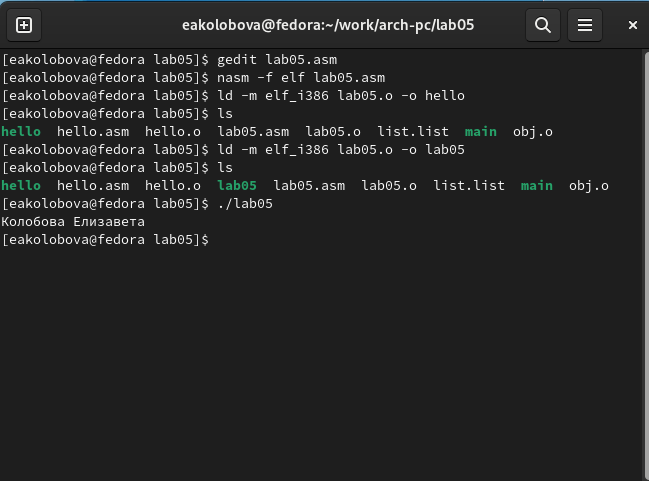 eakolobova@fedora:~/work/arch-pc/lab05
[eakolobova@fedora lab05]$ gedit lab05.asm
[eakolobova@fedora lab05]$ nasm -f elf lab05.asm
[eakolobova@fedora lab05]$ ld -m elf_i386 lab05.o -o hello
[eakolobova@fedora lab05]$ ls
hello  hello.asm  hello.o  lab05.asm  lab05.o  list.list  main  obj.o
[eakolobova@fedora lab05]$ ld -m elf_i386 lab05.o -o lab05
[eakolobova@fedora lab05]$ ls
hello  hello.asm  hello.o  lab05  lab05.asm  lab05.o  list.list  main  obj.o
[eakolobova@fedora lab05]$ ./lab05
Колобова Елизавета
[eakolobova@fedora lab05]$